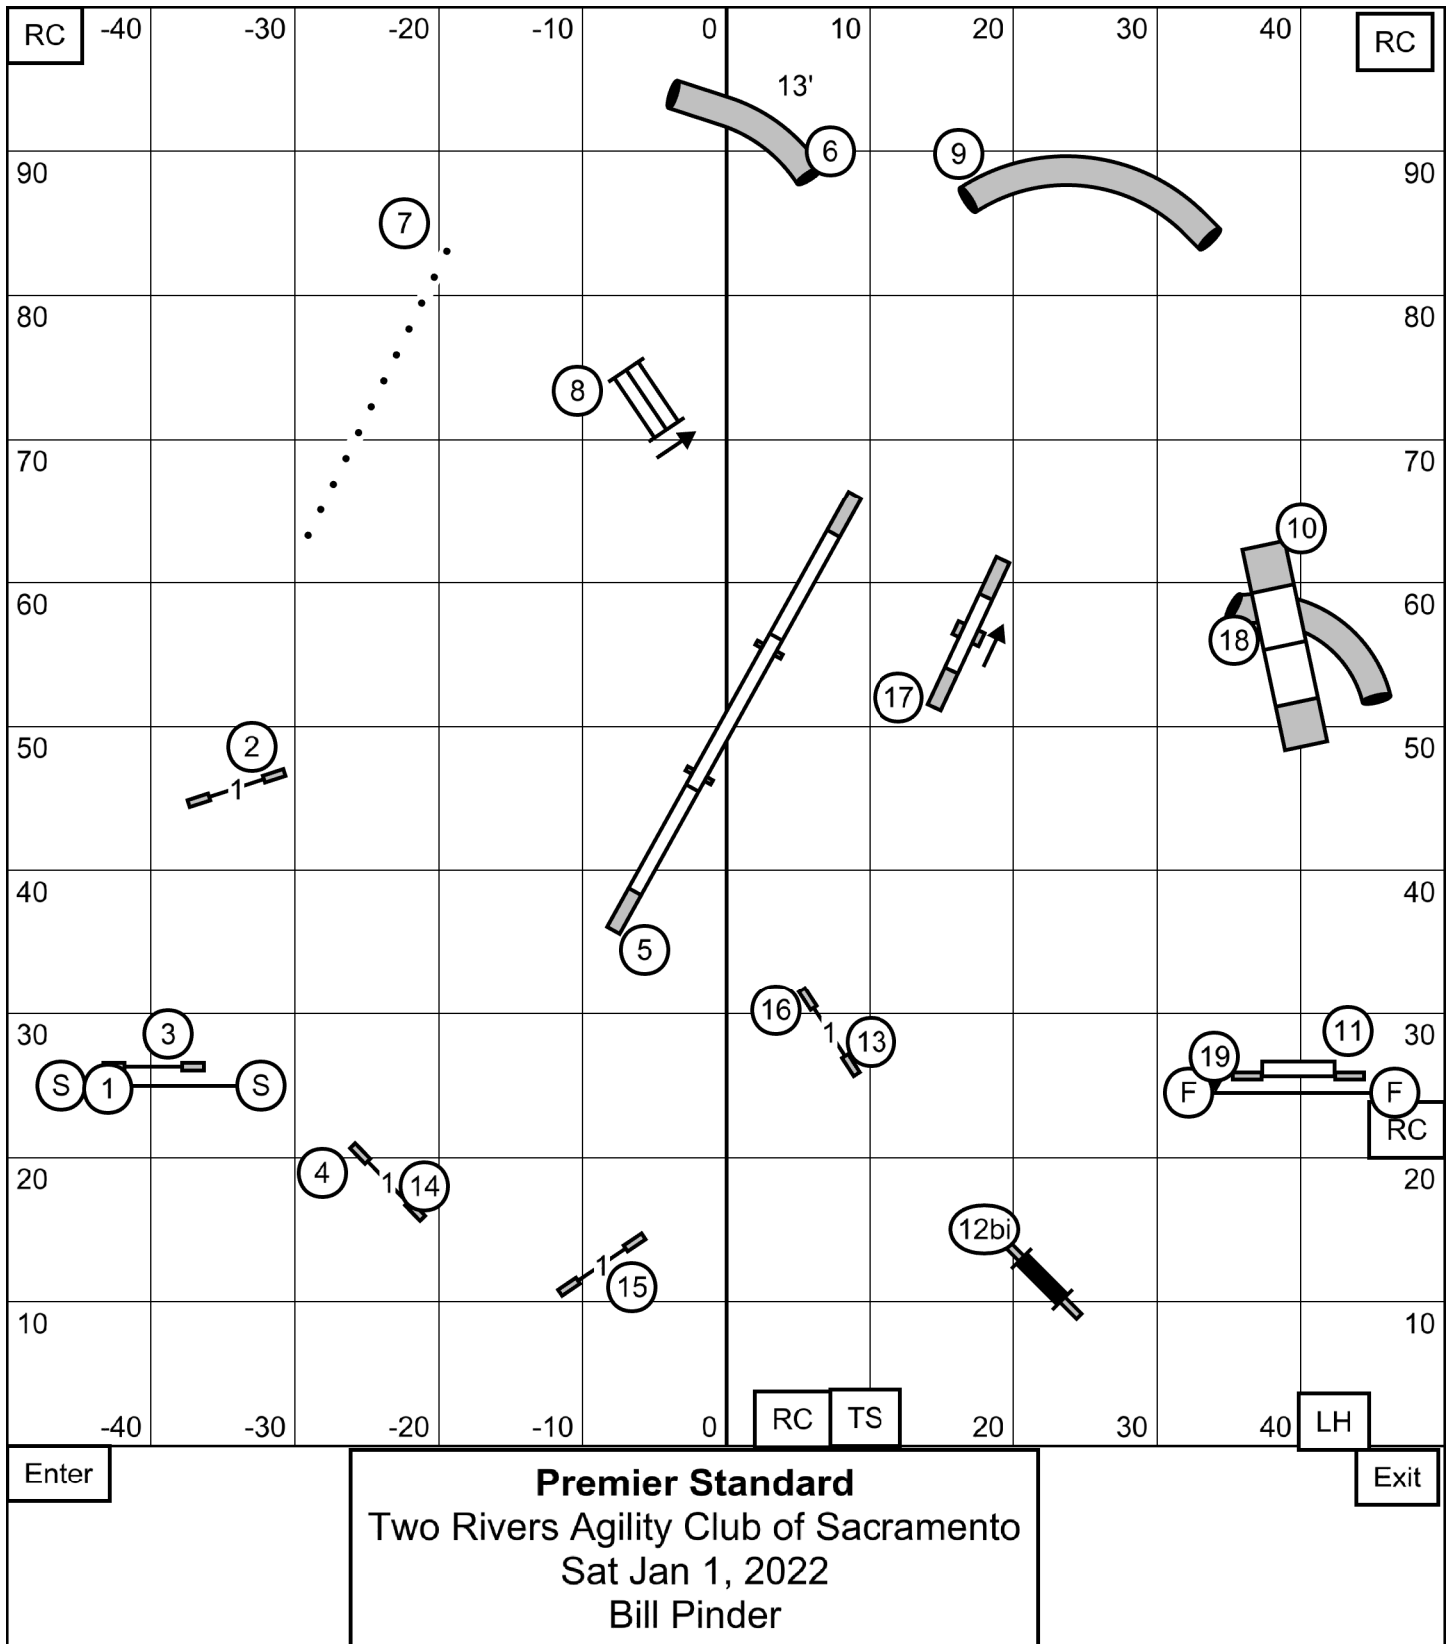 RC -40 -30 -20 -10 0 10 20 30 40 RC
13'
6 9
90 90
7
80 80
8
70 70
10
60 60
18
17
2
50 50
1
40 40
5
16
1 13
3 11
30 30
19
S 1 S F F
RC
4 1 14
20 20
12bi
1 15
10 10
-40 -30 -20 -10 0 RC TS 20 30 40 LH
Enter Exit
Premier Standard
Two Rivers Agility Club of Sacramento
Sat Jan 1, 2022
Bill Pinder